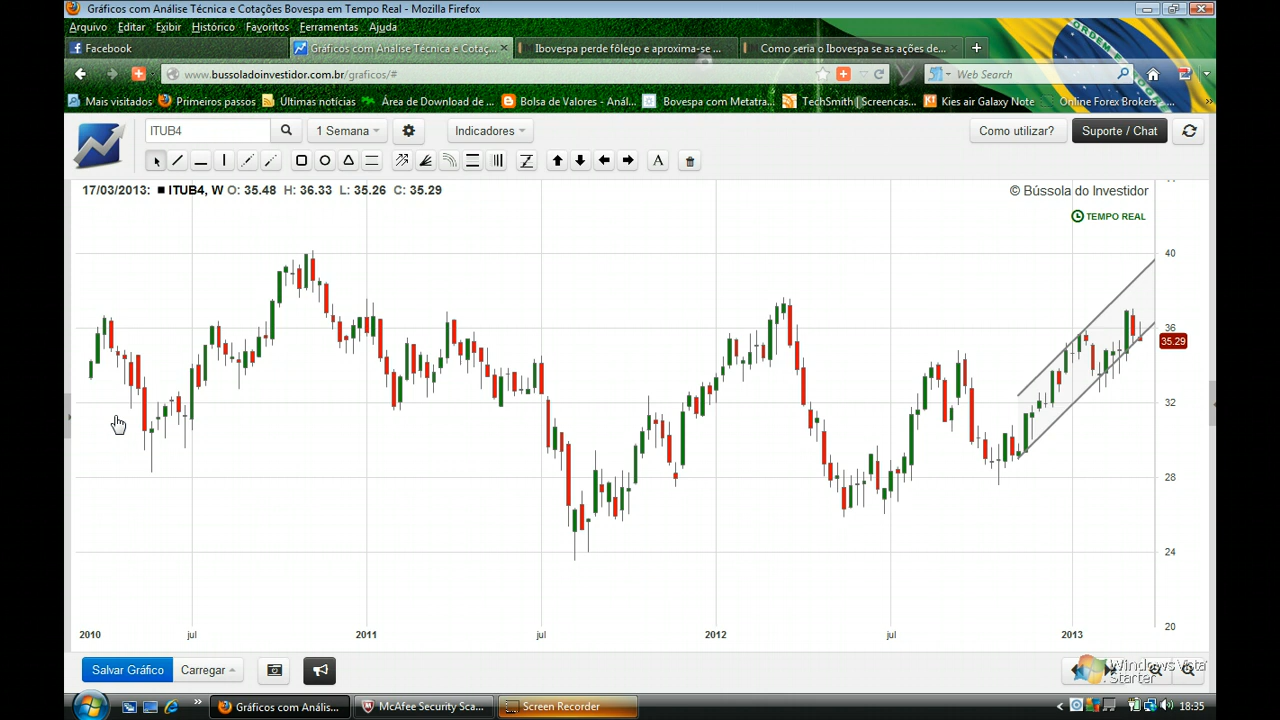 Gráficos com Análise Técnica e Cotações Bovespa em Tempo Real - Mozilla Firefox
Arquivo Editar Exibir Histórico Favoritos Ferramentas Ajuda
Facebook
Gráficos com Análise Técnica e Cotaç...
Ibovespa perde fôlego e aproxima-se ...
Como seria o Ibovespa se as ações de...
www.bussoladoinvestidor.com.br/graficos/#
Web Search
Mais visitados Primeiros passos Últimas notícias Área de Download de ... Bolsa de Valores - Anál... Bovespa com Metatra... TechSmith | Screencas... Kies air Galaxy Note Online Forex Brokers ...
ITUB4 1 Semana Indicadores Como utilizar? Suporte / Chat
A
17/03/2013: ITUB4, W O: 35.48 H: 36.33 L: 35.26 C: 35.29
© Bússola do Investidor
TEMPO REAL
40
36
35.29
32
28
24
20
2010 jul 2011 jul 2012 jul 2013
Salvar Gráfico Carregar
Windows Vista
Starter
Gráficos com Anális... McAfee Security Sca... Screen Recorder 18:35